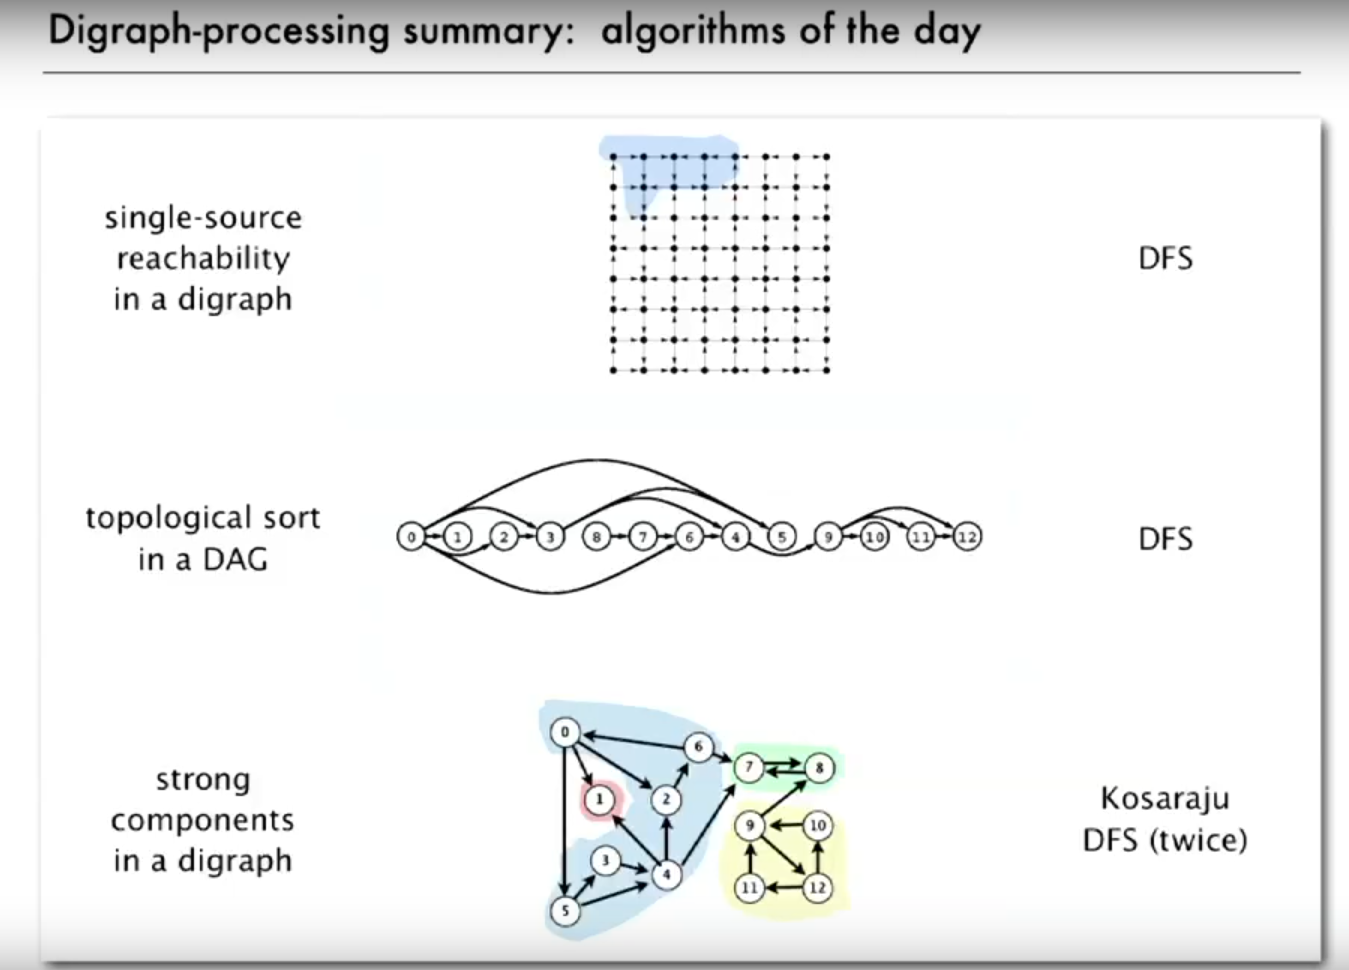 Digraph-processing summary: algorithms of the day
single-source
reachability
in a digraph
DFS
topological sort
in a DAG
0 1 2 3 8 7 6 4 5 9 10 11 12
DFS
strong
components
in a digraph
0
6
7 8
1 2
9 10
3
4
11 12
5
Kosaraju
DFS (twice)